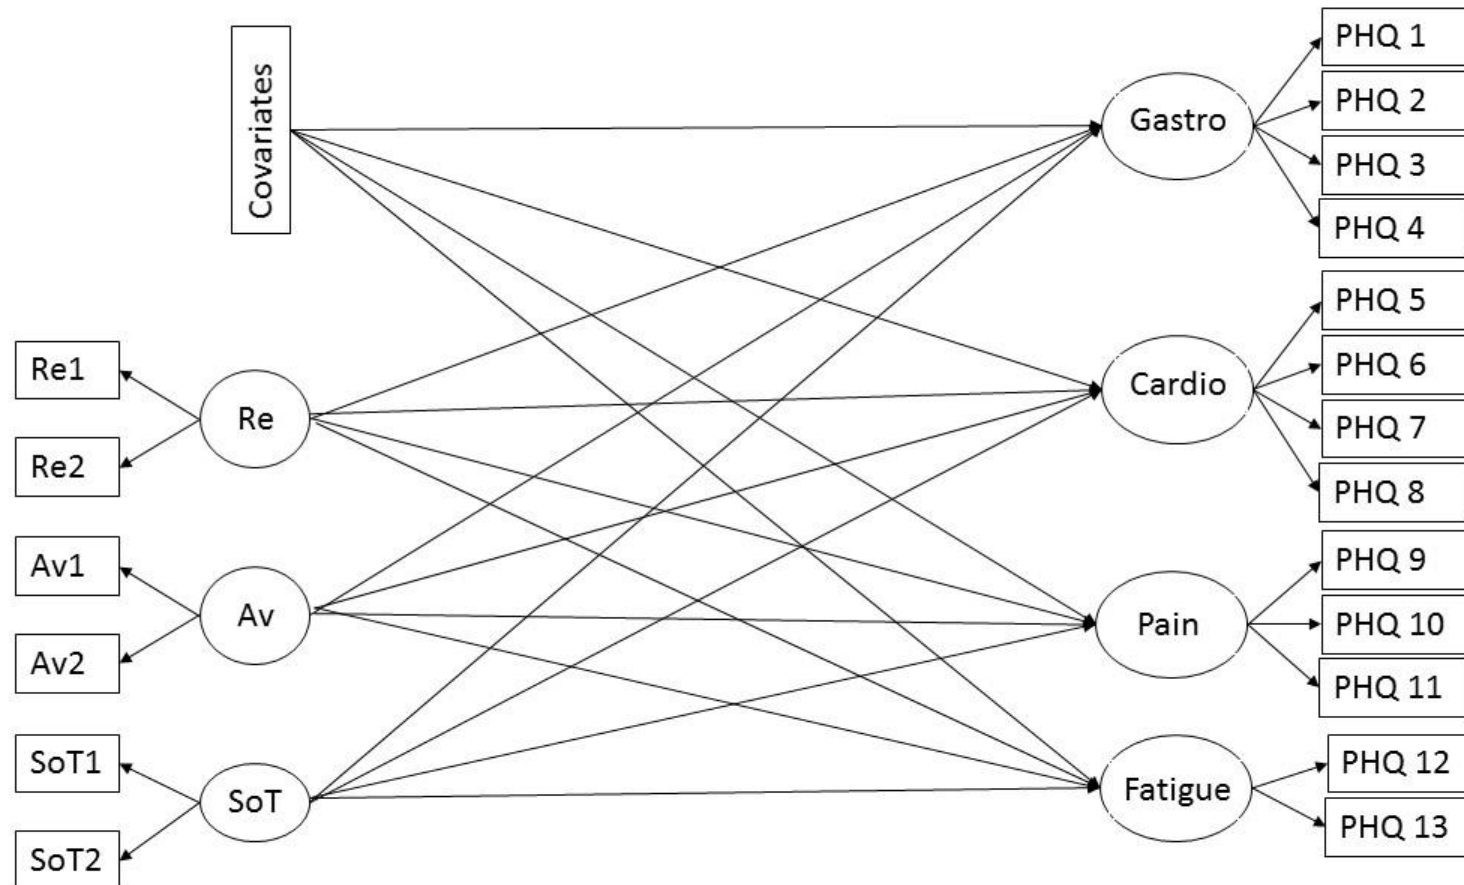 Covariates
Re1
Re2
Re
Av1
Av2
Av
SoT1
SoT2
SoT
Gastro
PHQ 1
PHQ 2
PHQ 3
PHQ 4
Cardio
PHQ 5
PHQ 6
PHQ 7
PHQ 8
Pain
PHQ 9
PHQ 10
PHQ 11
Fatigue
PHQ 12
PHQ 13